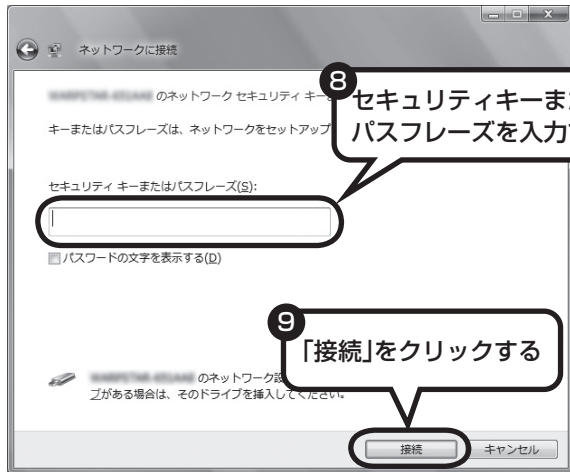 ネットワークに接続
のネットワーク セキュリティ キー
キーまたはパスフレーズは、ネットワークをセットアップ
8
セキュリティキーま
パスフレーズを入力
セキュリティ キーまたはパスフレーズ(S):
パスワードの文字を表示する(D)
9
「接続」をクリックする
のネットワーク設
ブがある場合は、そのドライブを挿入してください。
接続
キャンセル